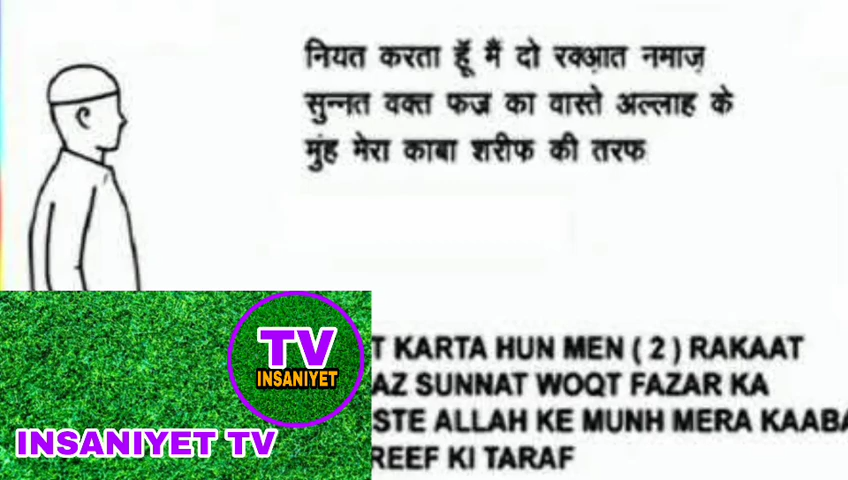 नियत करता हूँ मैं दो रक्आ़त नमाज़
सुन्नत वक्त फज्र का वास्ते अल्लाह के
मुंह मेरा काबा शरीफ की तरफ
T KARTA HUN MEN ( 2 ) RAKAAT
AZ SUNNAT WOQT FAZAR KA
STE ALLAH KE MUNH MERA KAABA
REEF KI TARAF
TV
INSANIYET
INSANIYET TV